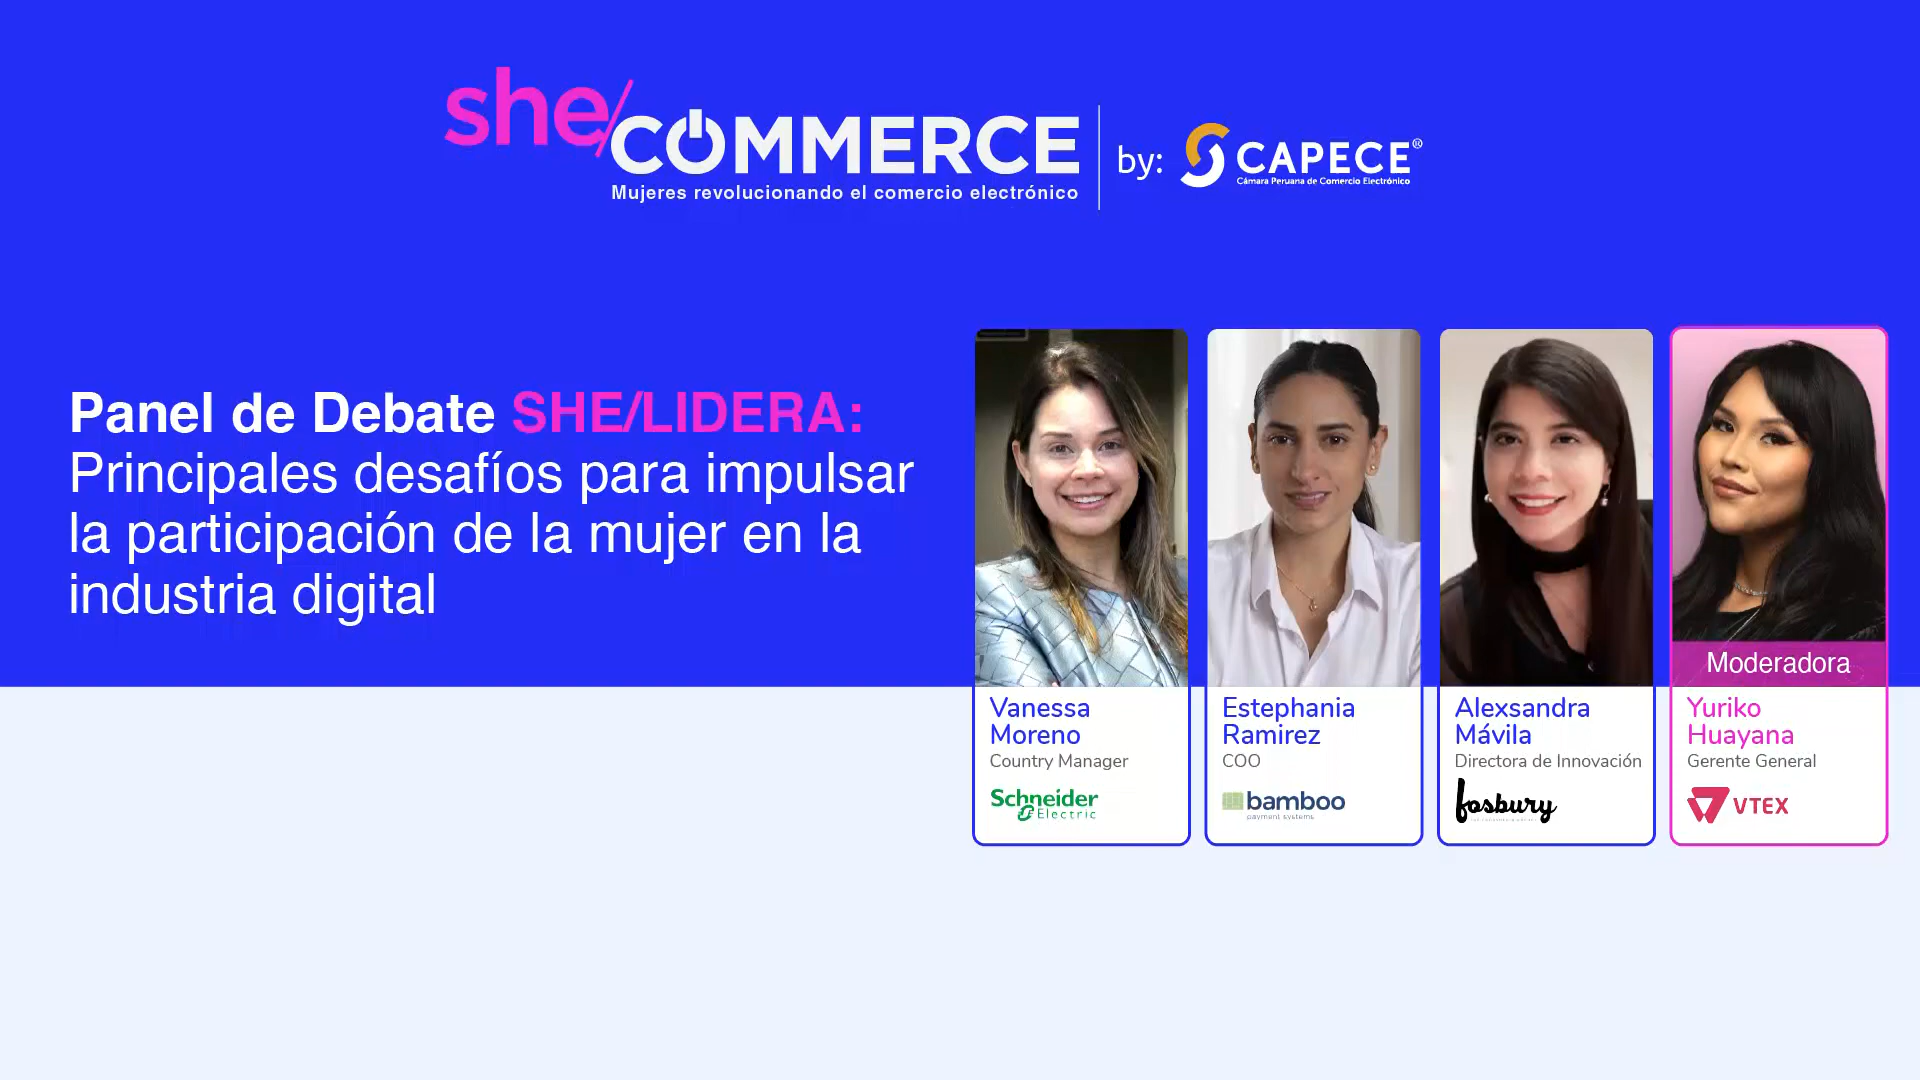 she/COMMERCE
Mujeres revolucionando el comercio electrónico
by:
CAPECE®
Cámara Peruana de Comercio Electrónico
Panel de Debate SHE/LIDERA:
Principales desafíos para impulsar
la participación de la mujer en la
industria digital
Vanessa
Moreno
Country Manager
Schneider
Electric
Estephania
Ramirez
COO
bamboo
payment systems
Alexsandra
Mávila
Directora de Innovación
fosbury
Moderadora
Yuriko
Huayana
Gerente General
VTEX